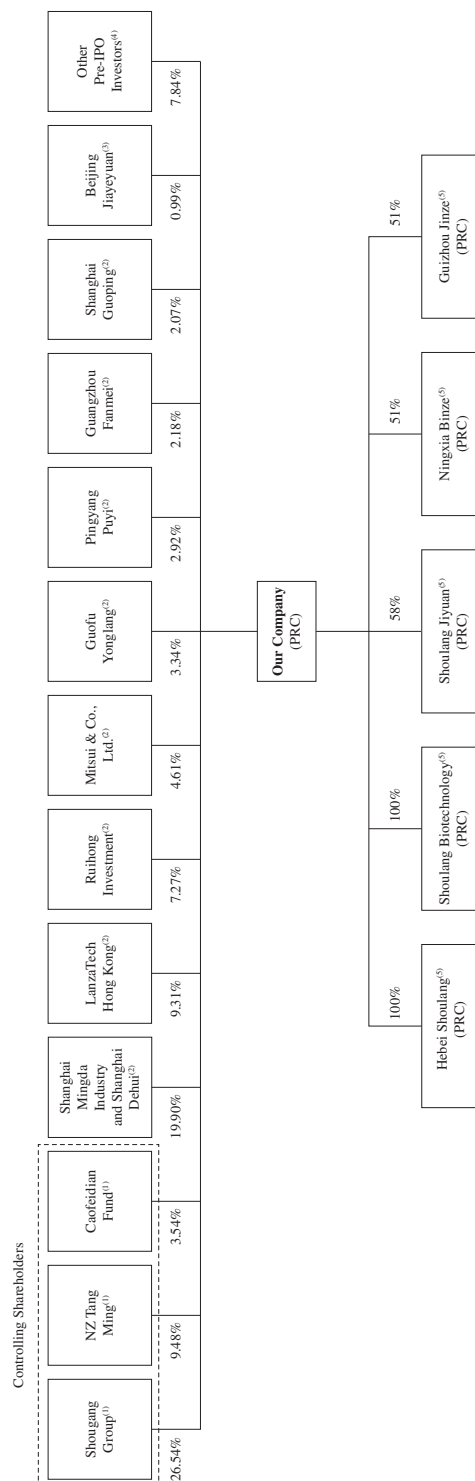 Controlling Shareholders
Shougang
Group(1)
NZ Tang
Ming(1)
Caofeidian
Fund(1)
Shanghai
Mingda
Industry
and Shanghai
Dehui(2)
LanzaTech
Hong Kong(2)
Ruihong
Investment(2)
Mitsui & Co.,
Ltd.(2)
Guofu
Yonglang(2)
Pingyang
Puyi(2)
Guangzhou
Fanmei(2)
Shanghai
Guoping(2)
Beijing
Jiayeyuan(3)
Other
Pre-IPO
Investors(4)
26.54%
9.48%
3.54%
19.90%
9.31%
7.27%
4.61%
3.34%
2.92%
2.18%
2.07%
0.99%
7.84%
Our Company
(PRC)
100%
100%
58%
51%
51%
Hebei Shoulang(5)
(PRC)
Shoulang Biotechnology(5)
(PRC)
Shoulang Jiyuan(5)
(PRC)
Ningxia Binze(5)
(PRC)
Guizhou Jinze(5)
(PRC)